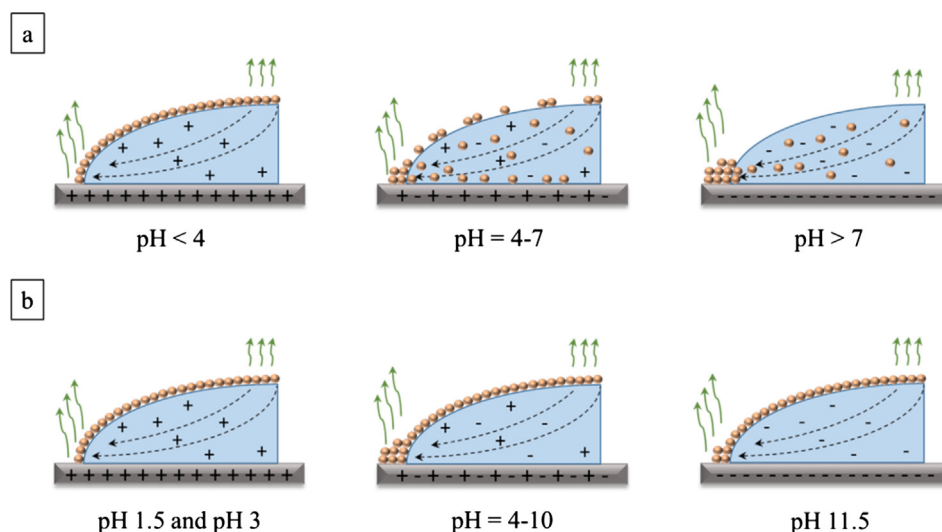 a
pH < 4
pH = 4-7
pH > 7
b
pH 1.5 and pH 3
pH = 4-10
pH 11.5